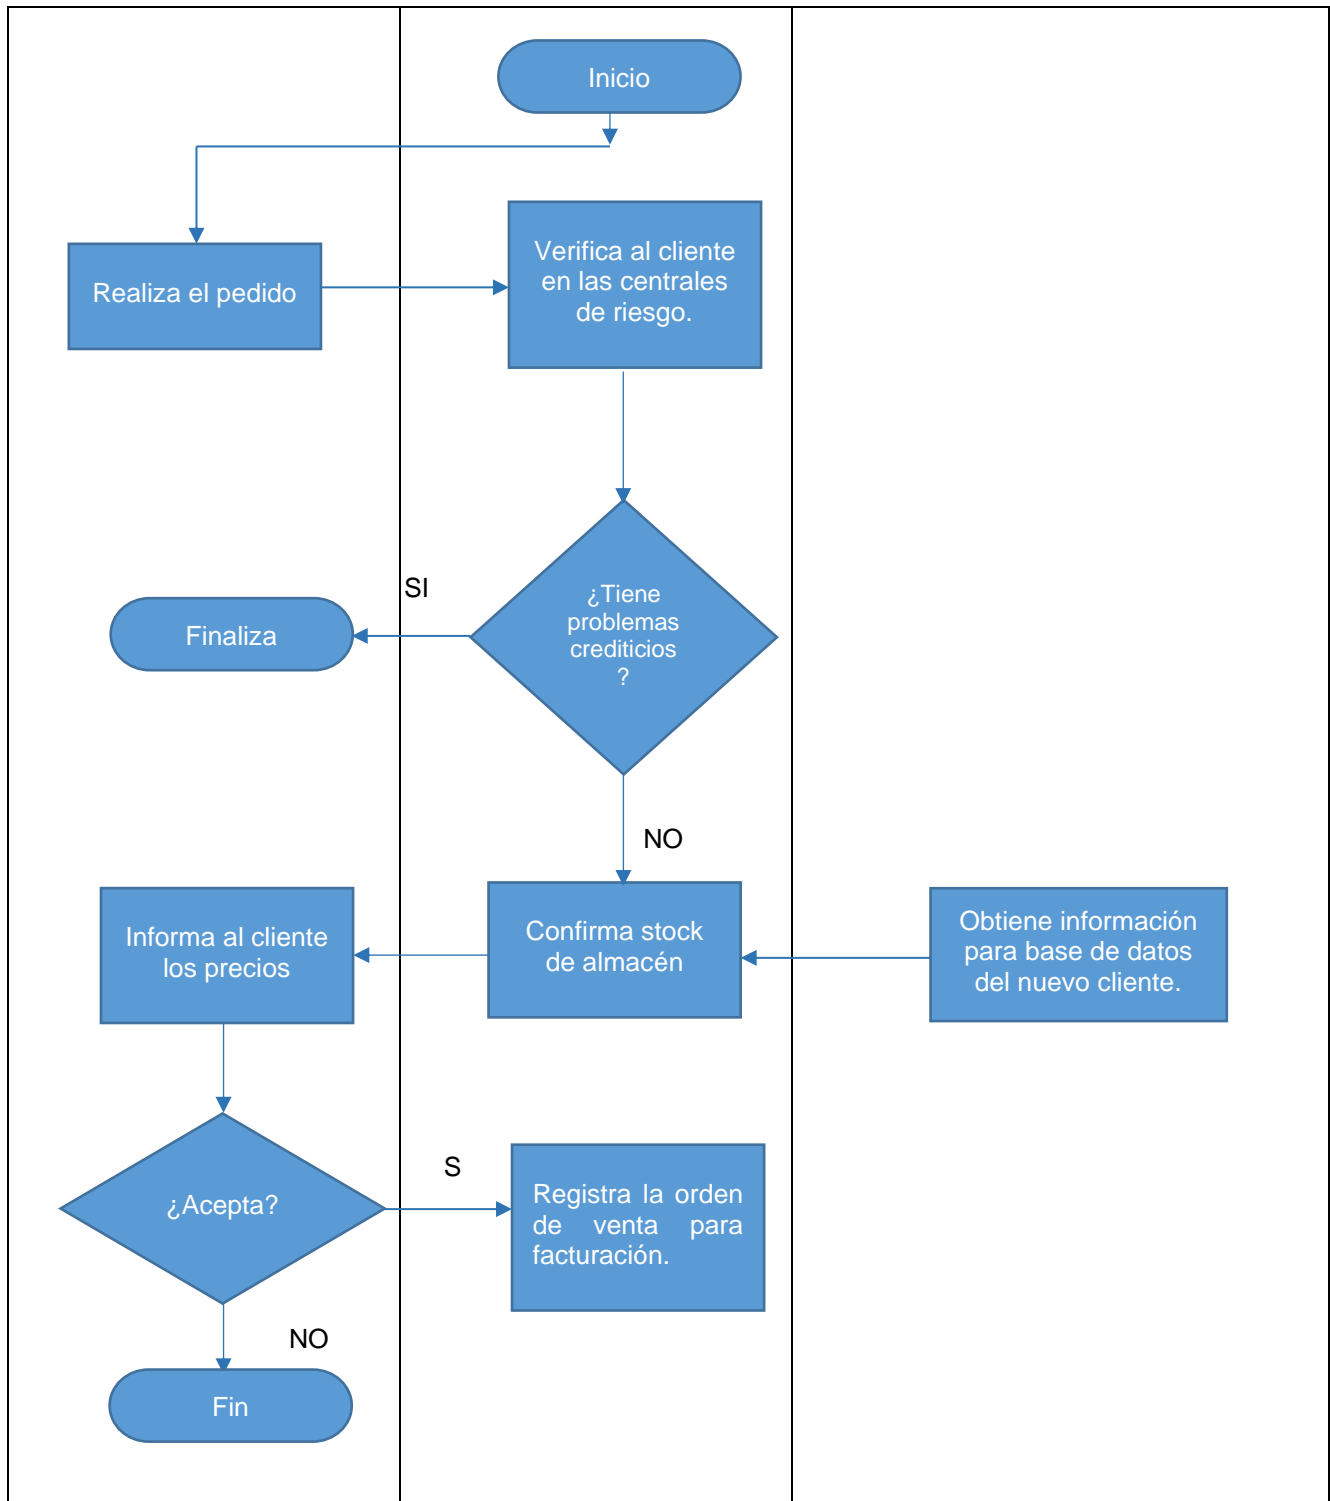 Inicio
Realiza el pedido
Verifica al cliente
en las centrales
de riesgo.
SI
Finaliza
¿Tiene
problemas
crediticios
?
NO
Informa al cliente
los precios
Confirma stock
de almacén
Obtiene información
para base de datos
del nuevo cliente.
¿Acepta?
S
Registra la orden
de venta para
facturación.
NO
Fin